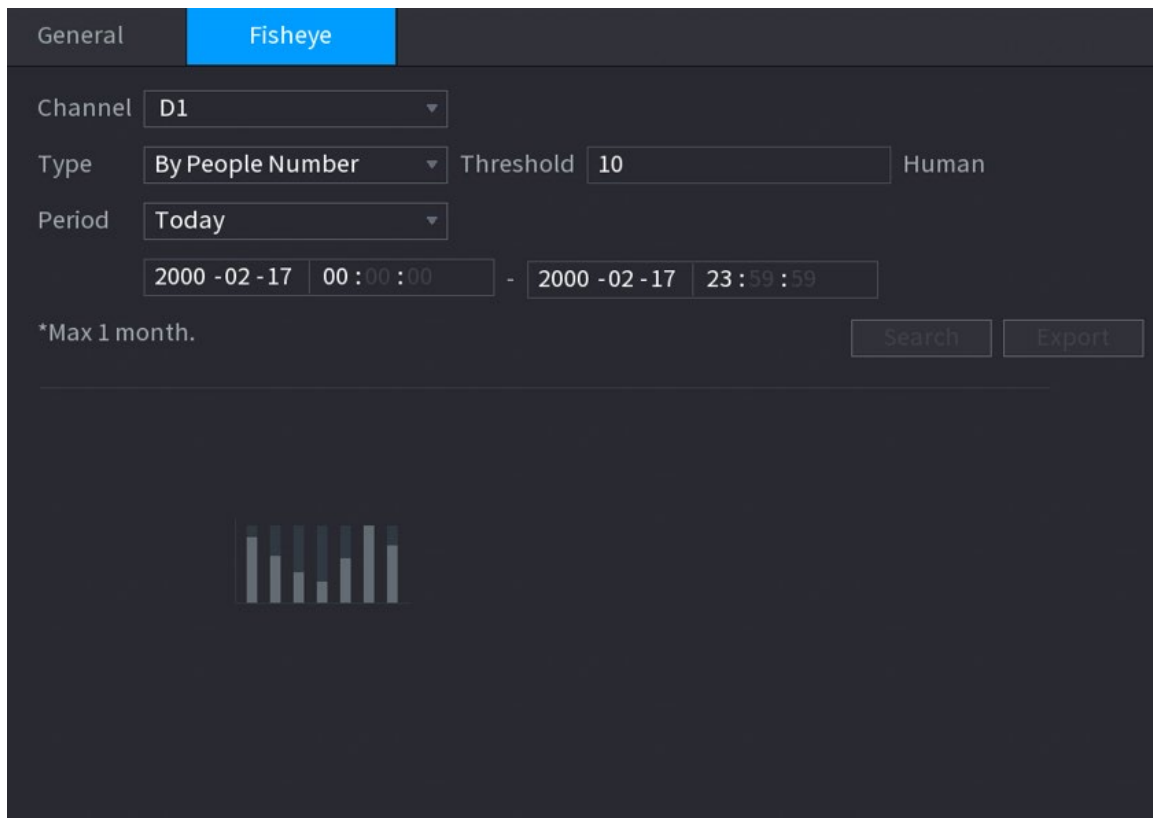 General Fisheye
Channel D1
Type By People Number Threshold 10 Human
Period Today
2000 -02 -17 00 : 00 : 00 - 2000 -02 -17 23 : 59 : 59
*Max 1 month. Search Export